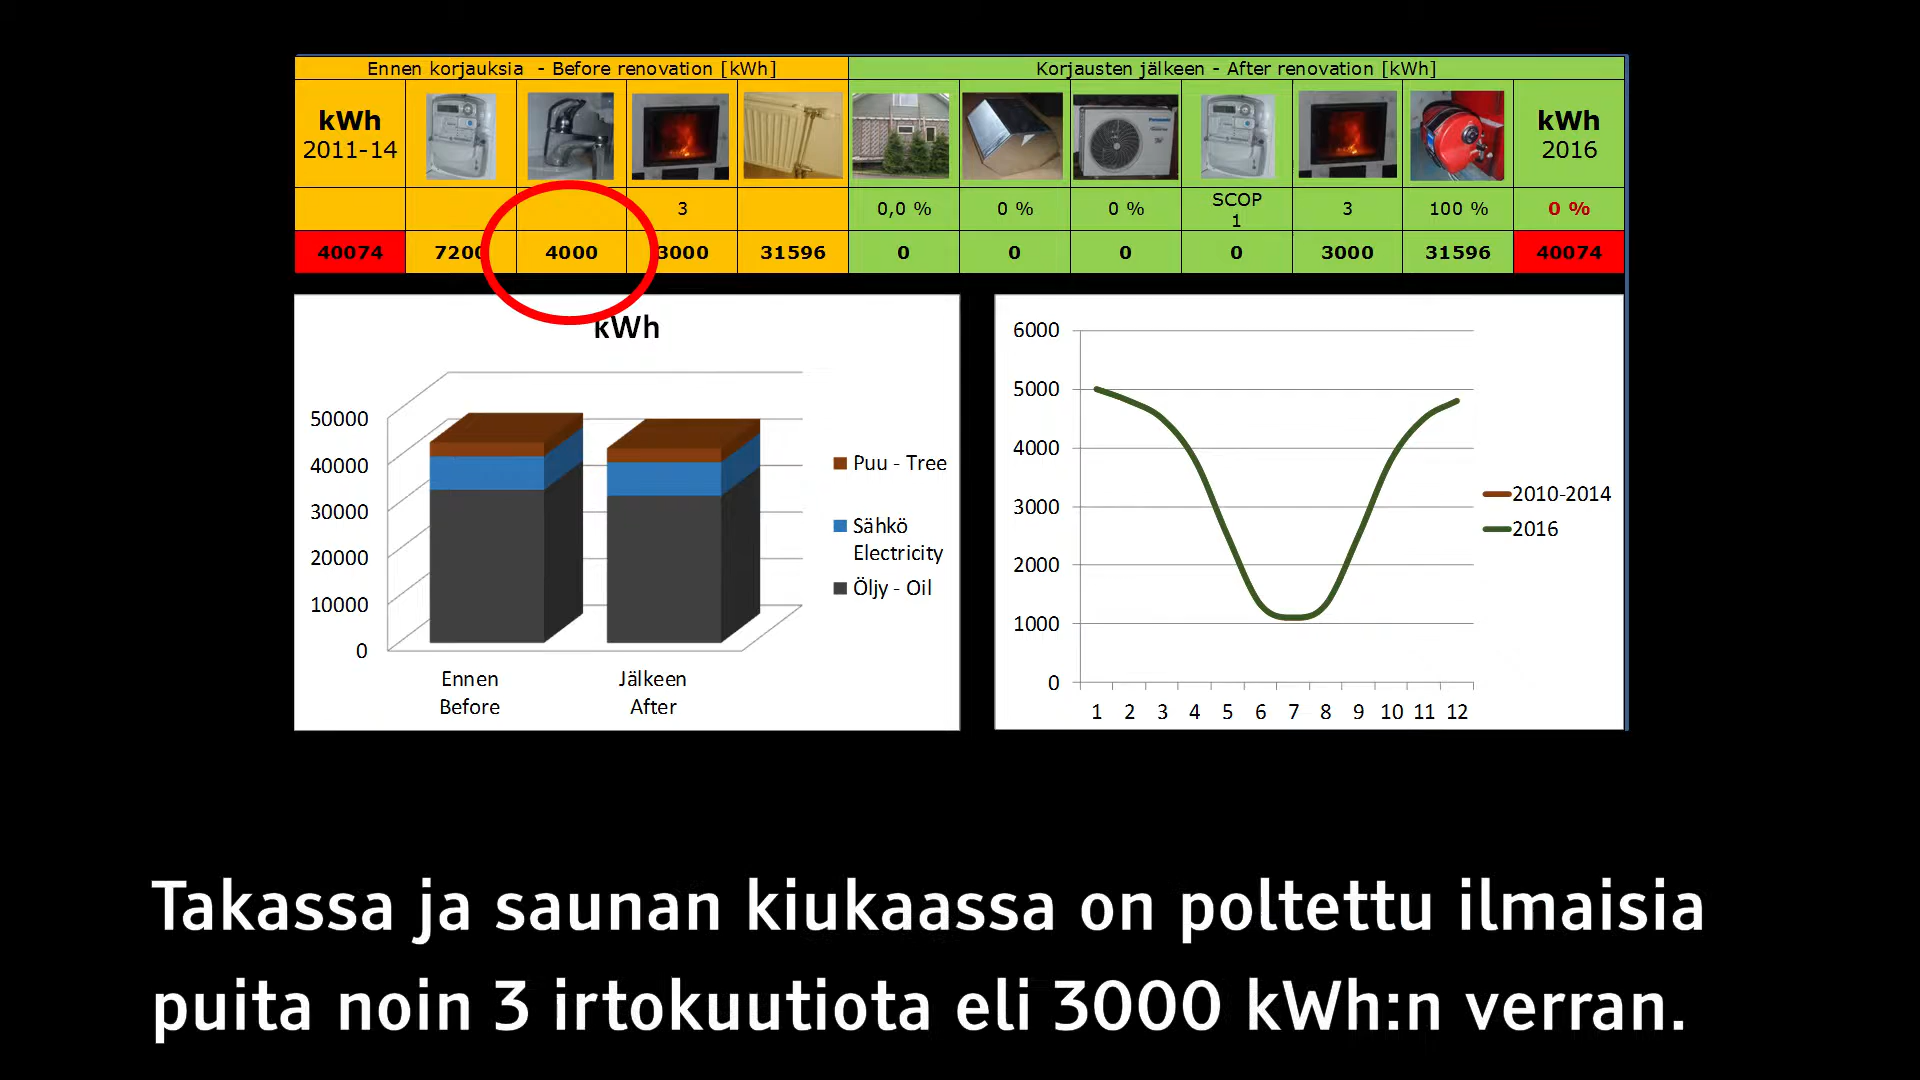 Ennen korjauksia - Before renovation [kWh]
Korjausten jälkeen - After renovation [kWh]
kWh
2011-14
kWh
2016
3
0,0 %
0 %
0 %
SCOP
1
3
100 %
0 %
40074
7200
4000
3000
31596
0
0
0
0
3000
31596
40074
kWh
50000
40000
30000
20000
10000
0
Ennen
Before
Jälkeen
After
Puu - Tree
Sähkö
Electricity
Öljy - Oil
6000
5000
4000
3000
2000
1000
0
1 2 3 4 5 6 7 8 9 10 11 12
2010-2014
2016
Takassa ja saunan kiukaassa on poltettu ilmaisia
puita noin 3 irtokuutiota eli 3000 kWh:n verran.